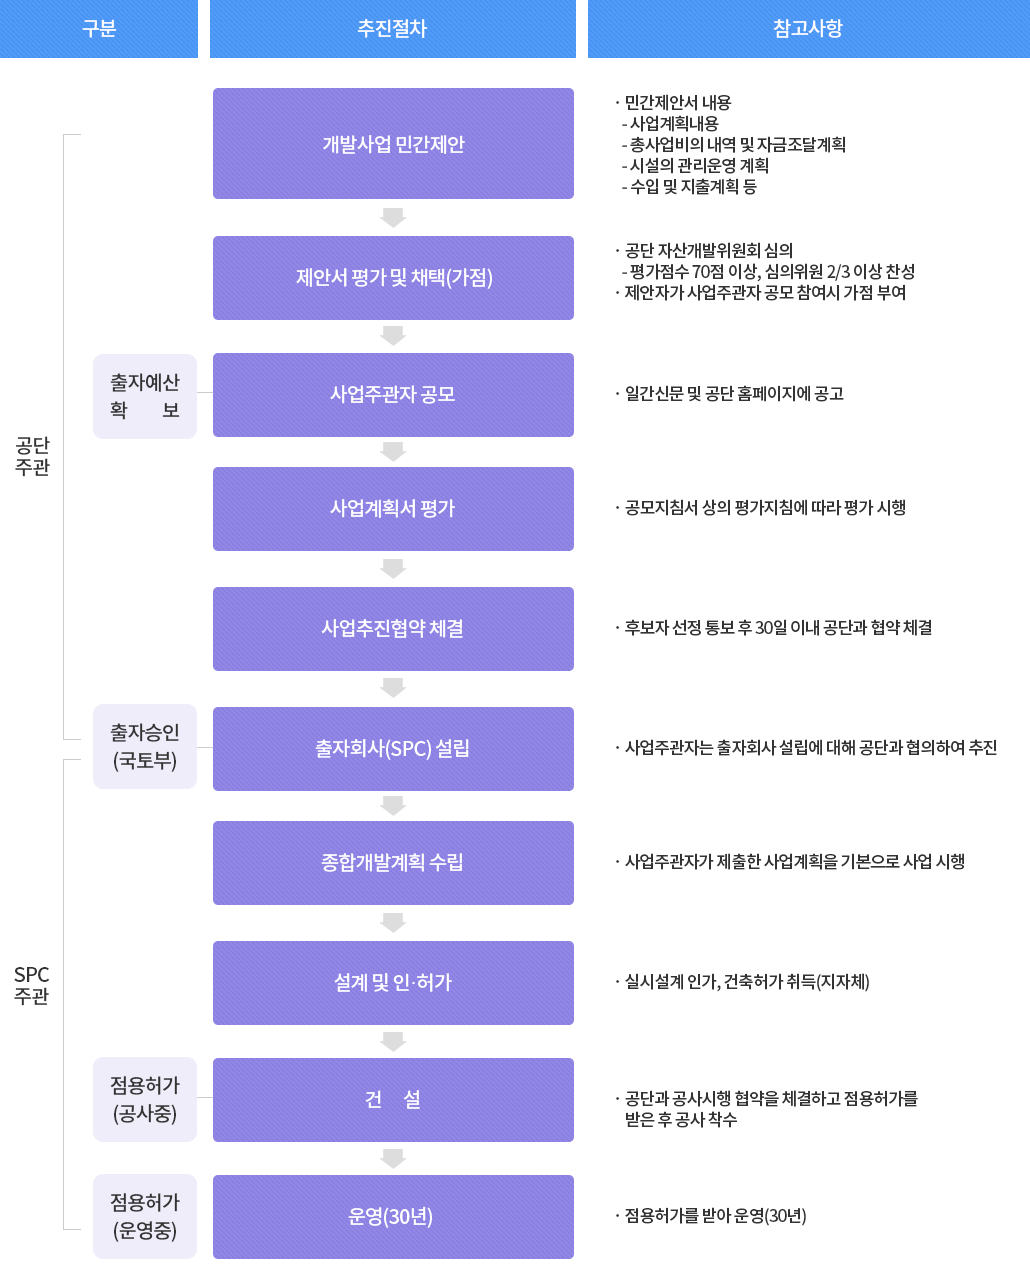 구분
추진절차
참고사항
개발사업 민간제안
· 민간제안서 내용
- 사업계획내용
- 총사업비의 내역 및 자금조달계획
- 시설의 관리운영 계획
- 수입 및 지출계획 등
제안서 평가 및 채택(가점)
· 공단 자산개발위원회 심의
- 평가점수 70점 이상, 심의위원 2/3 이상 찬성
· 제안자가 사업주관자 공모 참여시 가점 부여
출자예산
확 보
사업주관자 공모
· 일간신문 및 공단 홈페이지에 공고
공단
주관
사업계획서 평가
· 공모지침서 상의 평가지침에 따라 평가 시행
사업추진협약 체결
· 후보자 선정 통보 후 30일 이내 공단과 협약 체결
출자승인
(국토부)
출자회사(SPC) 설립
· 사업주관자는 출자회사 설립에 대해 공단과 협의하여 추진
종합개발계획 수립
· 사업주관자가 제출한 사업계획을 기본으로 사업 시행
SPC
주관
설계 및 인·허가
· 실시설계 인가, 건축허가 취득(지자체)
점용허가
(공사중)
건 설
· 공단과 공사시행 협약을 체결하고 점용허가를
받은 후 공사 착수
점용허가
(운영중)
운영(30년)
· 점용허가를 받아 운영(30년)